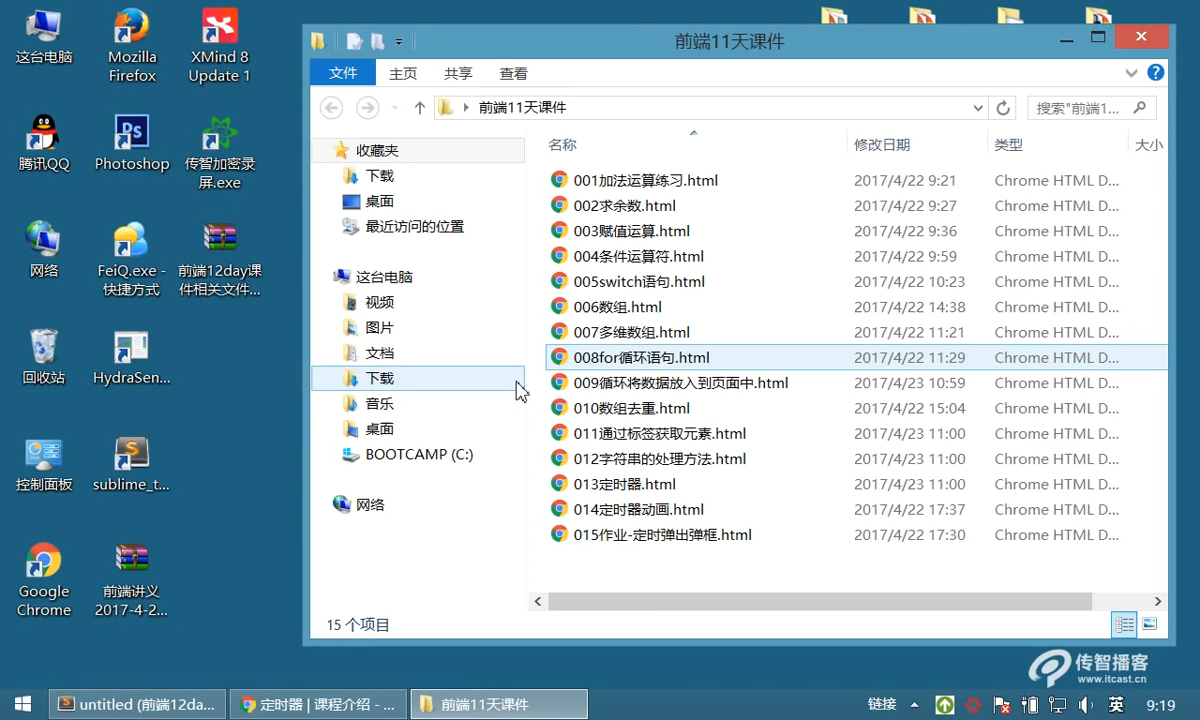 这台电脑
Mozilla
Firefox
XMind 8
Update 1
腾讯QQ
Photoshop
传智加密录
屏.exe
网络
FeiQ.exe -
快捷方式
前端12day课
件相关文件...
回收站
HydraSen...
控制面板
sublime_t...
Google
Chrome
前端讲义
2017-4-2...
前端11天课件
文件 主页 共享 查看
前端11天课件 搜索"前端1...
收藏夹
下载
桌面
最近访问的位置
这台电脑
视频
图片
文档
下载
音乐
桌面
BOOTCAMP (C:)
网络
名称 修改日期 类型 大小
001加法运算练习.html 2017/4/22 9:21 Chrome HTML D...
002求余数.html 2017/4/22 9:27 Chrome HTML D...
003赋值运算.html 2017/4/22 9:36 Chrome HTML D...
004条件运算符.html 2017/4/22 9:59 Chrome HTML D...
005switch语句.html 2017/4/22 10:23 Chrome HTML D...
006数组.html 2017/4/22 14:38 Chrome HTML D...
007多维数组.html 2017/4/22 11:21 Chrome HTML D...
008for循环语句.html 2017/4/22 11:29 Chrome HTML D...
009循环将数据放入到页面中.html 2017/4/23 10:59 Chrome HTML D...
010数组去重.html 2017/4/22 15:04 Chrome HTML D...
011通过标签获取元素.html 2017/4/23 11:00 Chrome HTML D...
012字符串的处理方法.html 2017/4/23 11:00 Chrome HTML D...
013定时器.html 2017/4/23 11:00 Chrome HTML D...
014定时器动画.html 2017/4/22 17:37 Chrome HTML D...
015作业-定时弹出弹框.html 2017/4/22 17:30 Chrome HTML D...
15 个项目
传智播客
www.itcast.cn
untitled (前端12da... 定时器 | 课程介绍 - ... 前端11天课件 链接 英 9:19